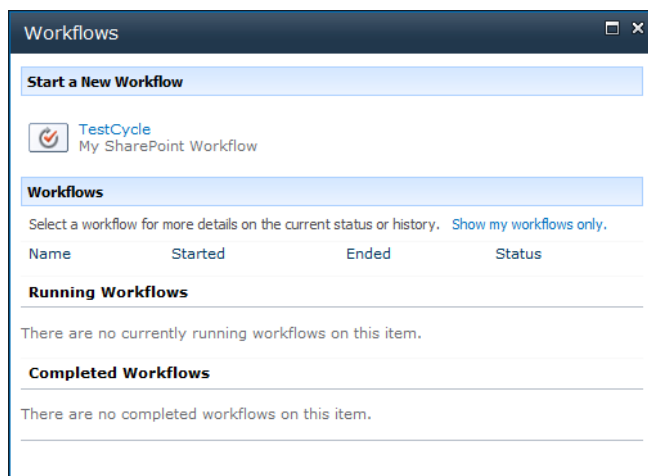 Workflows
Start a New Workflow
TestCycle
My SharePoint Workflow
Workflows
Select a workflow for more details on the current status or history. Show my workflows only.
Name Started Ended Status
Running Workflows
There are no currently running workflows on this item.
Completed Workflows
There are no completed workflows on this item.